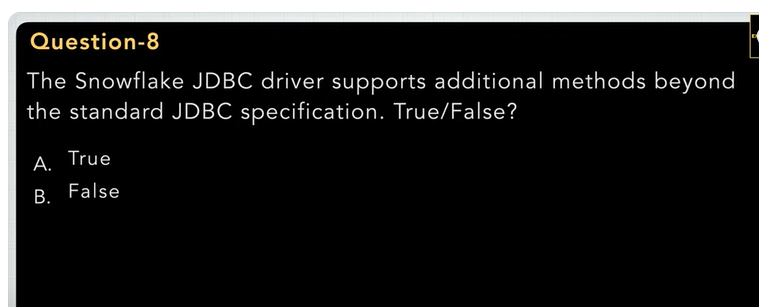 Question-8
The Snowflake JDBC driver supports additional methods beyond
the standard JDBC specification. True/False?
A. True
B. False